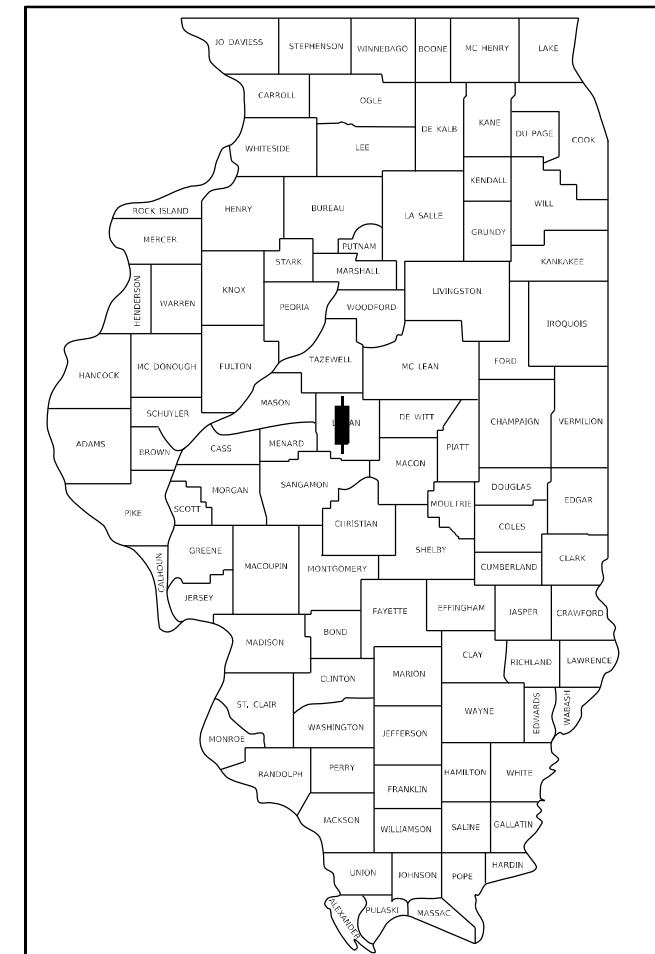 JO DAVIESS
STEPHENSON
WINNEBAGO
BOONE
MC HENRY
LAKE
CARROLL
OGLE
DE KALB
KANE
DU PAGE
COOK
WHITESIDE
LEE
KENDALL
WILL
ROCK ISLAND
HENRY
BUREAU
LA SALLE
GRUNDY
MERCER
PUTNAM
KANKAKEE
STARK
MARSHALL
HENDERSON
WARREN
KNOX
PEORIA
WOODFORD
LIVINGSTON
IROQUOIS
HANCOCK
MC DONOUGH
FULTON
TAZEWELL
MC LEAN
FORD
MASON
SCHUYLER
DE WITT
CHAMPAIGN
VERMILION
ADAMS
BROWN
CASS
MENARD
PIATT
MACON
MORGAN
SANGAMON
DOUGLAS
EDGAR
PIKE
SCOTT
CHRISTIAN
MOULTRIE
COLES
GREENE
MACOUPIN
MONTGOMERY
SHELBY
CUMBERLAND
CLARK
CALHOUN
JERSEY
FAYETTE
EFFINGHAM
JASPER
CRAWFORD
MADISON
BOND
CLAY
RICHLAND
LAWRENCE
CLINTON
MARION
ST. CLAIR
WAYNE
EDWARDS
WABASH
MONROE
WASHINGTON
JEFFERSON
RANDOLPH
PERRY
HAMILTON
WHITE
FRANKLIN
JACKSON
WILLIAMSON
SALINE
GALLATIN
UNION
JOHNSON
POPE
HARDIN
ALEXANDER
PULASKI
MASSAC